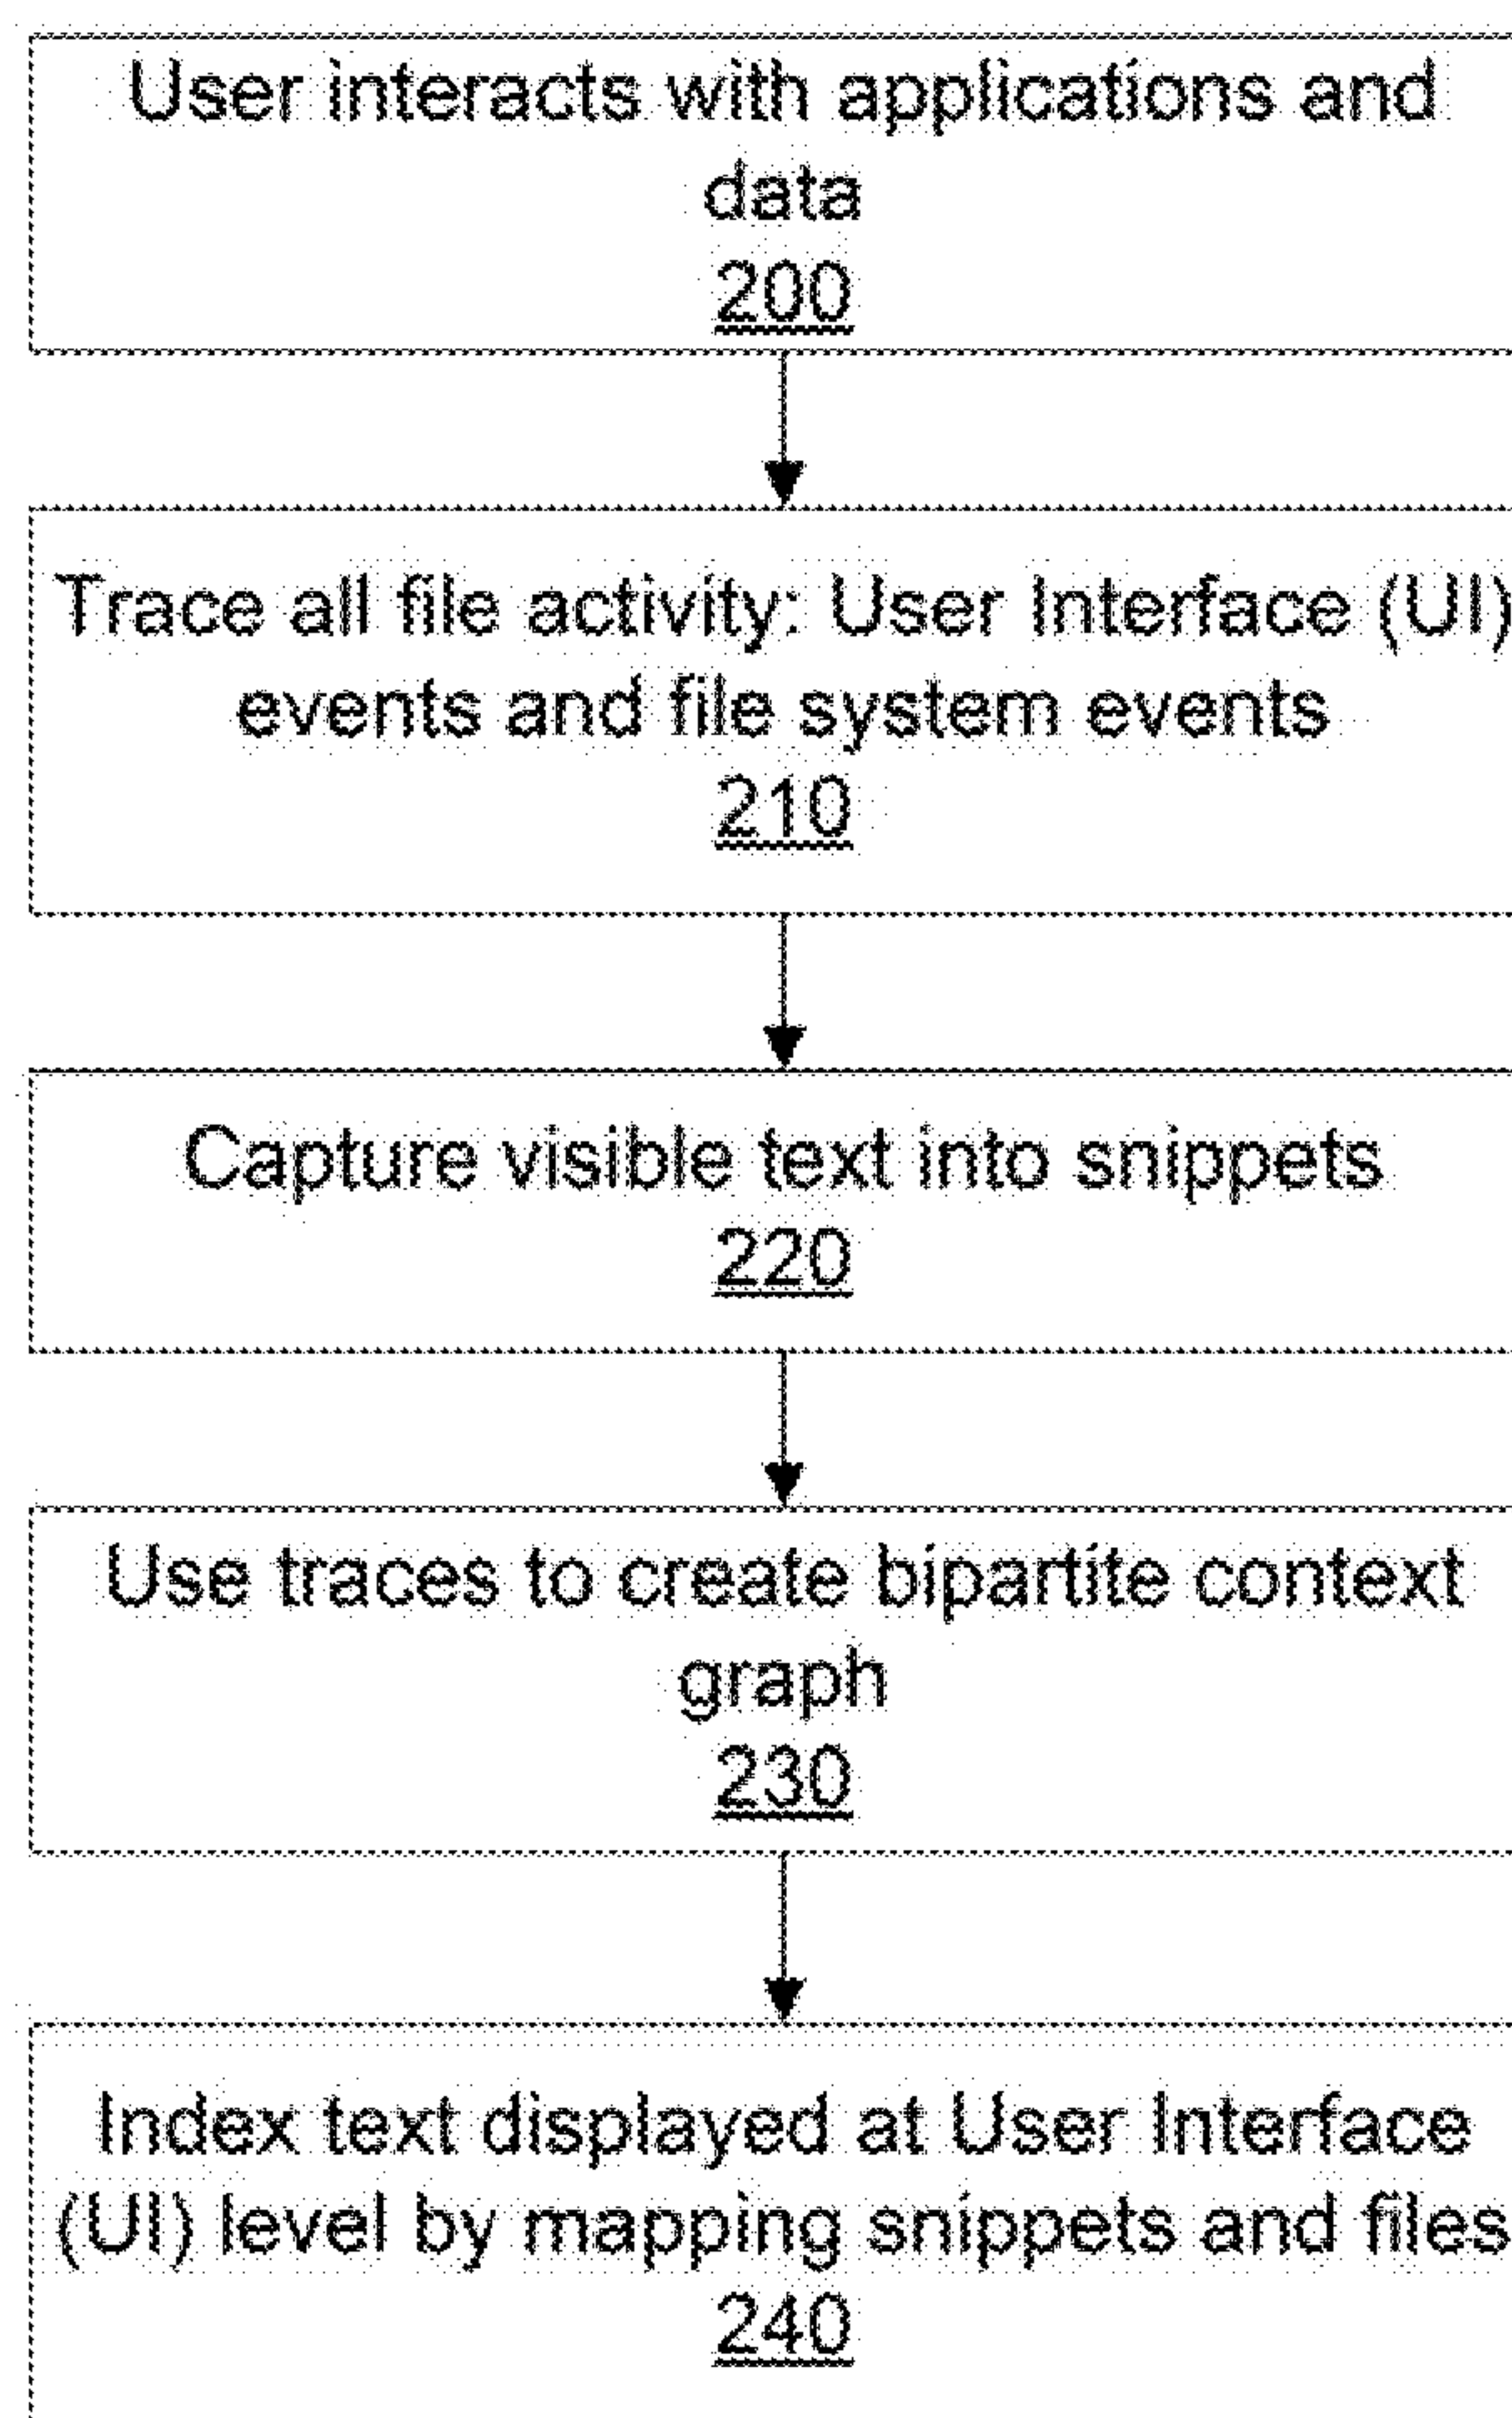 User interacts with applications and
data
200
Trace all file activity: User Interface (UI)
events and file system events
210
Capture visible text into snippets
220
Use traces to create bipartite context
graph
230
Index text displayed at User Interface
(UI) level by mapping snippets and files
240